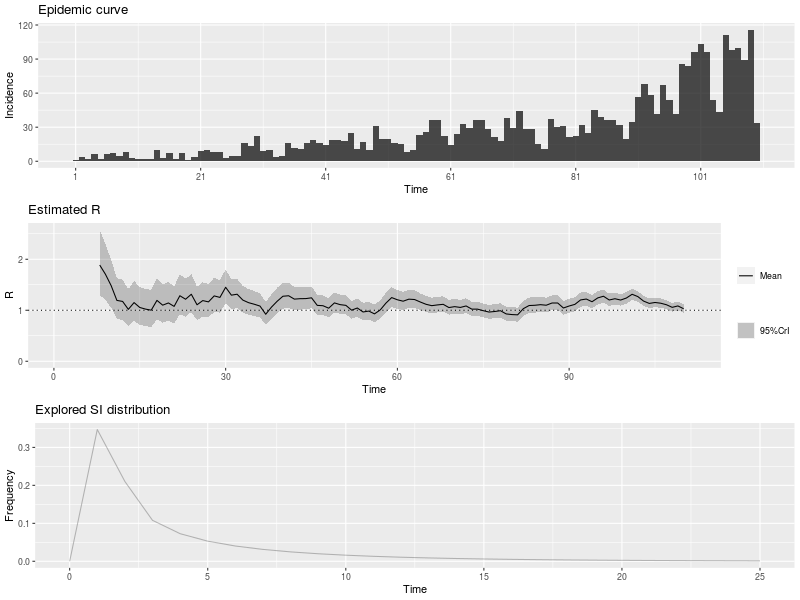 Epidemic curve
120
90
60
30
0
Incidence
1 21 41 61 81 101
Time
Estimated R
2
1
0
R
0 30 60 90
Time
Mean
95%CrI
Explored SI distribution
0.3
0.2
0.1
0.0
Frequency
0 5 10 15 20 25
Time